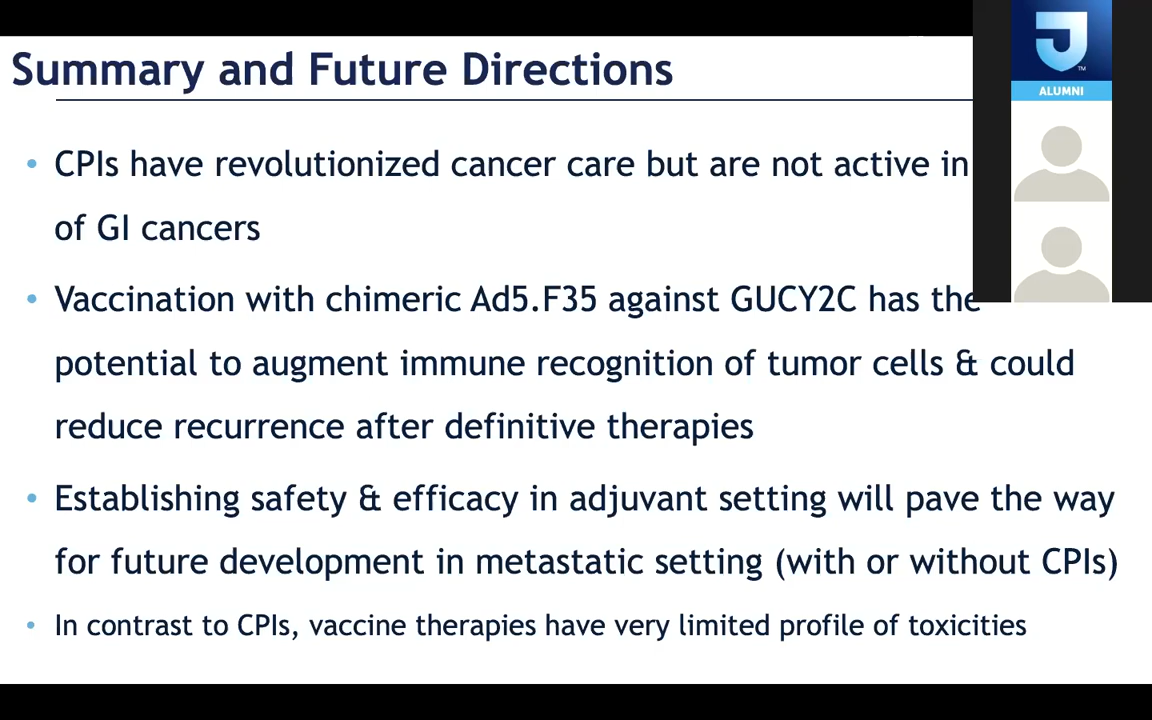 Summary and Future Directions
ALUMNI
• CPIs have revolutionized cancer care but are not active in
of GI cancers
• Vaccination with chimeric Ad5.F35 against GUCY2C has the
potential to augment immune recognition of tumor cells & could
reduce recurrence after definitive therapies
• Establishing safety & efficacy in adjuvant setting will pave the way
for future development in metastatic setting (with or without CPIs)
• In contrast to CPIs, vaccine therapies have very limited profile of toxicities